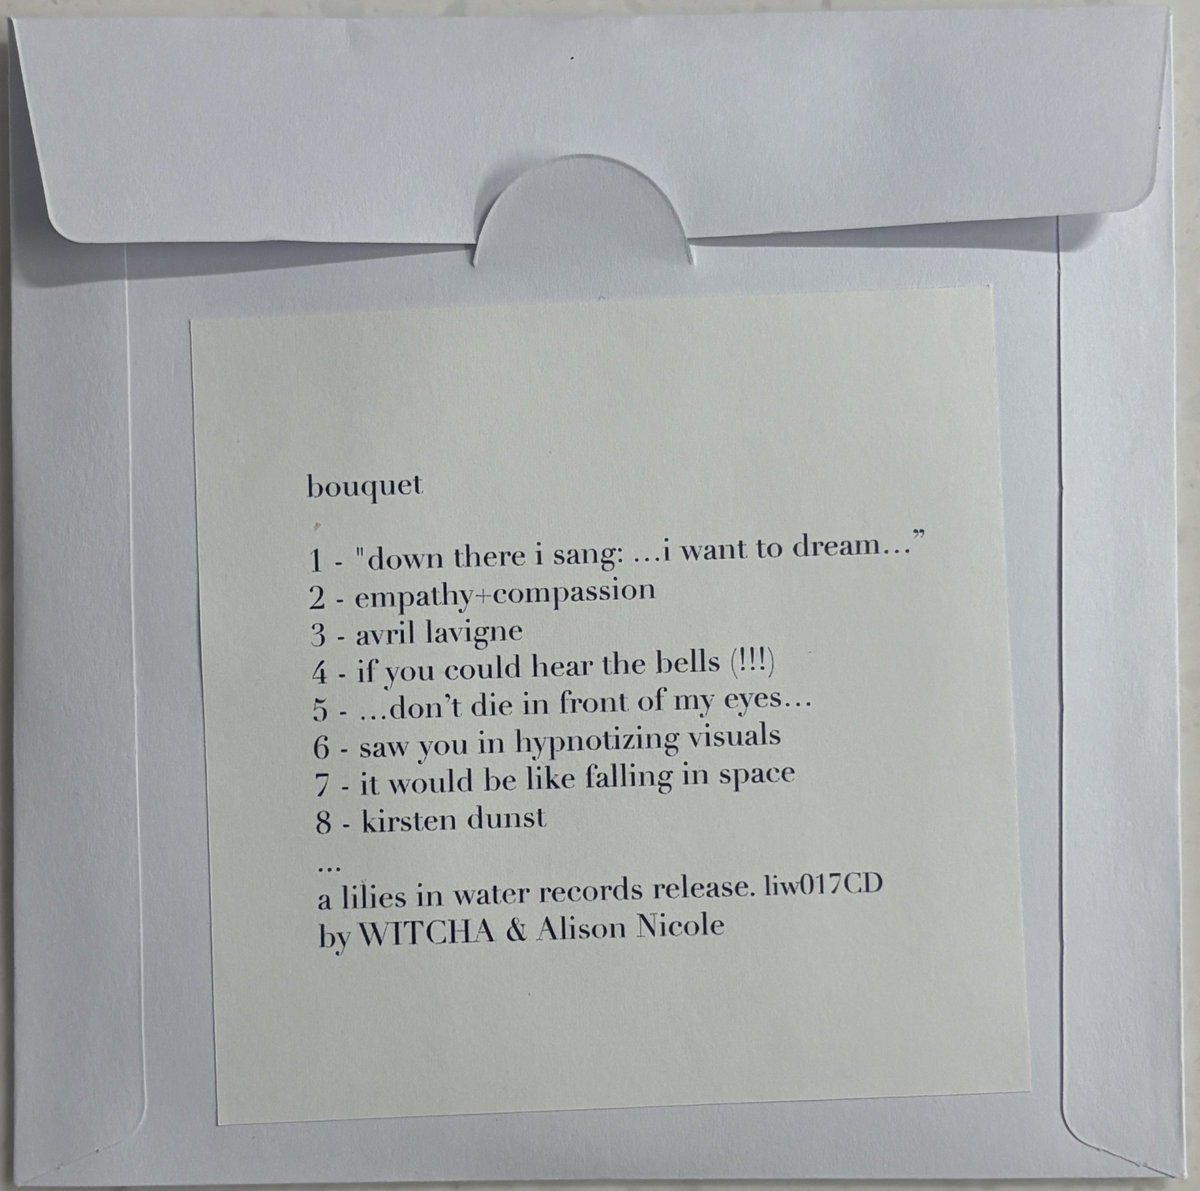 bouquet
1 - "down there i sang: ...i want to dream...”
2 - empathy+compassion
3 - avril lavigne
4 - if you could hear the bells (!!!)
5 - ...don’t die in front of my eyes...
6 - saw you in hypnotizing visuals
7 - it would be like falling in space
8 - kirsten dunst
...
a lilies in water records release. liw017CD
by WITCHA & Alison Nicole